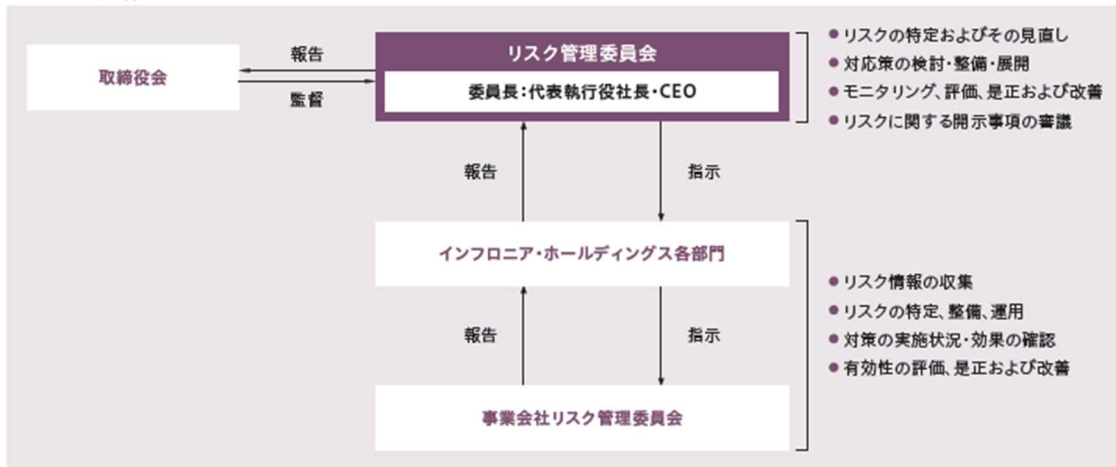 報告
取締役会
監督
リスク管理委員会
委員長:代表執行役社長・CEO
● リスクの特定およびその見直し
● 対応策の検討・整備・展開
● モニタリング、評価、是正および改善
● リスクに関する開示事項の審議
報告
指示
インフロニア・ホールディングス各部門
報告
指示
事業会社リスク管理委員会
● リスク情報の収集
● リスクの特定、整備、運用
● 対策の実施状況・効果の確認
● 有効性の評価、是正および改善